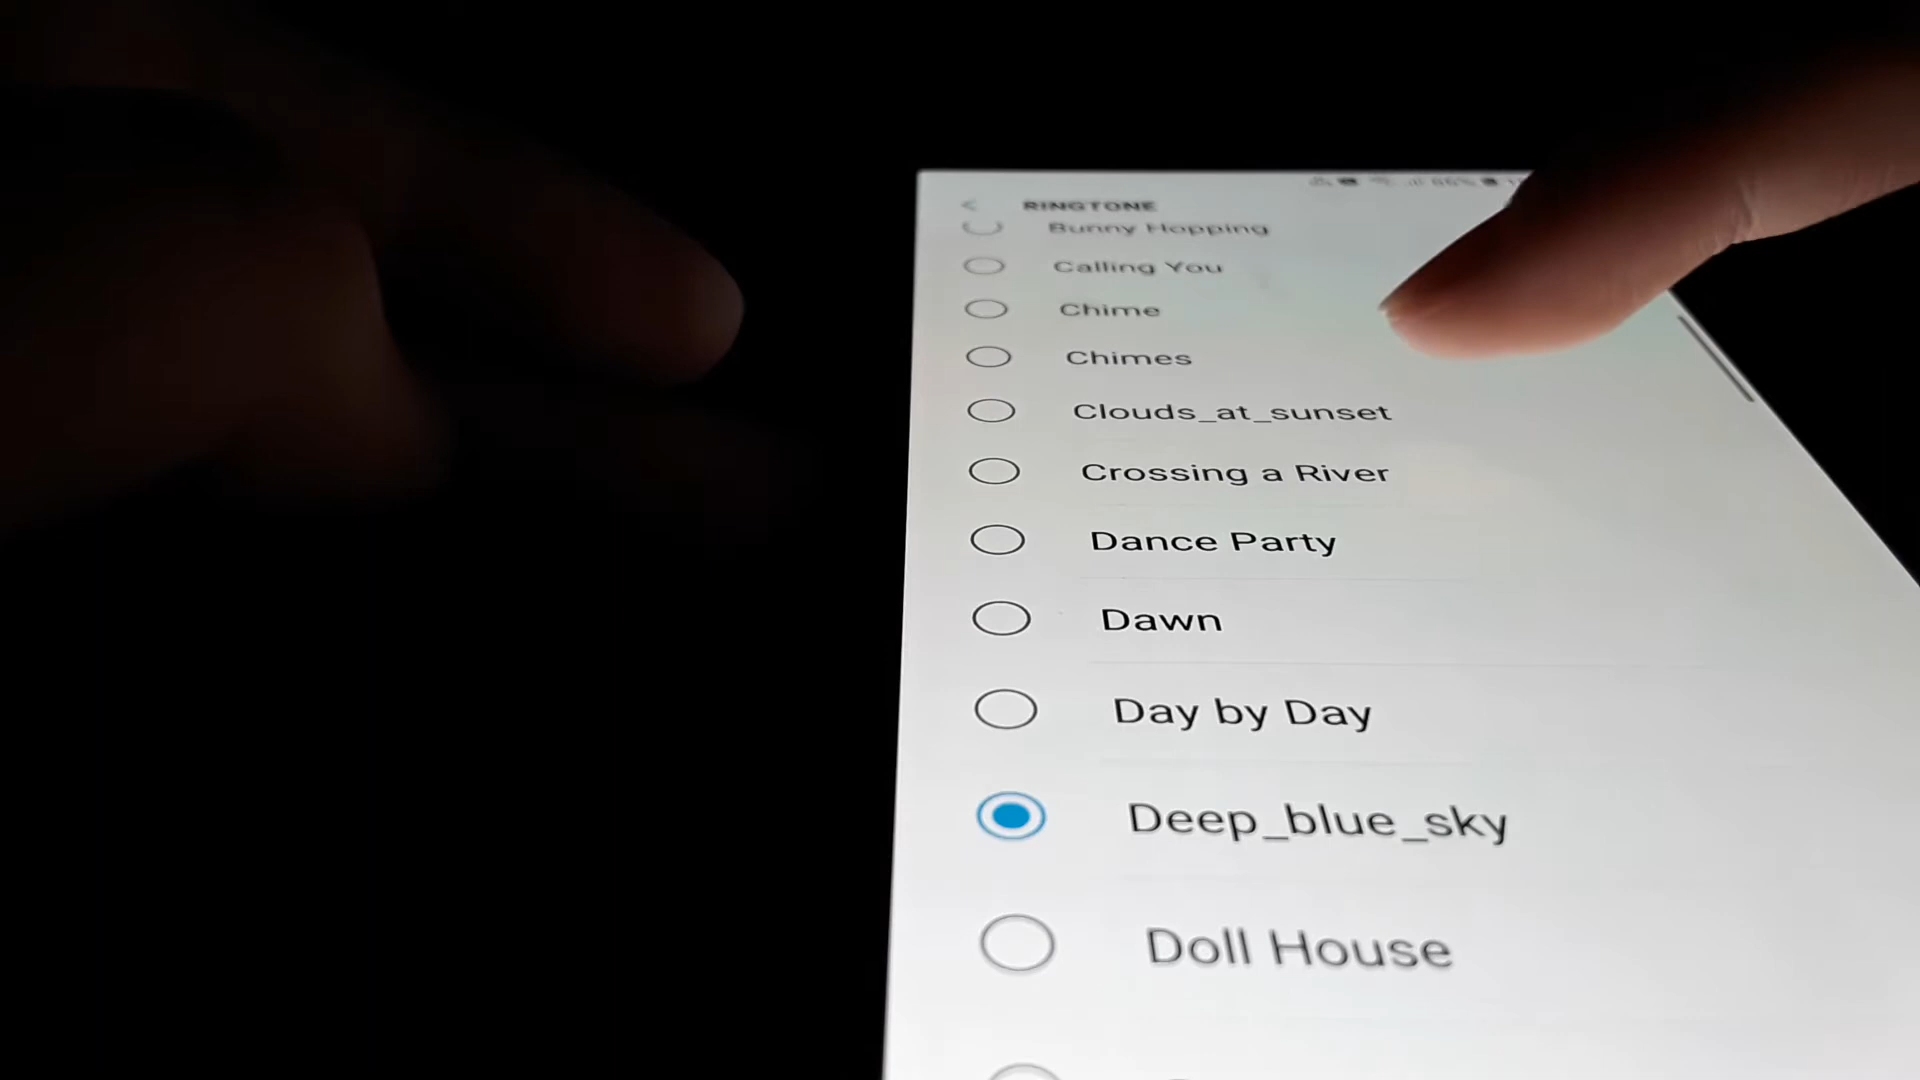 RINGTONE
Bunny Hopping
Calling You
Chime
Chimes
Clouds_at_sunset
Crossing a River
Dance Party
Dawn
Day by Day
Deep_blue_sky
Doll House